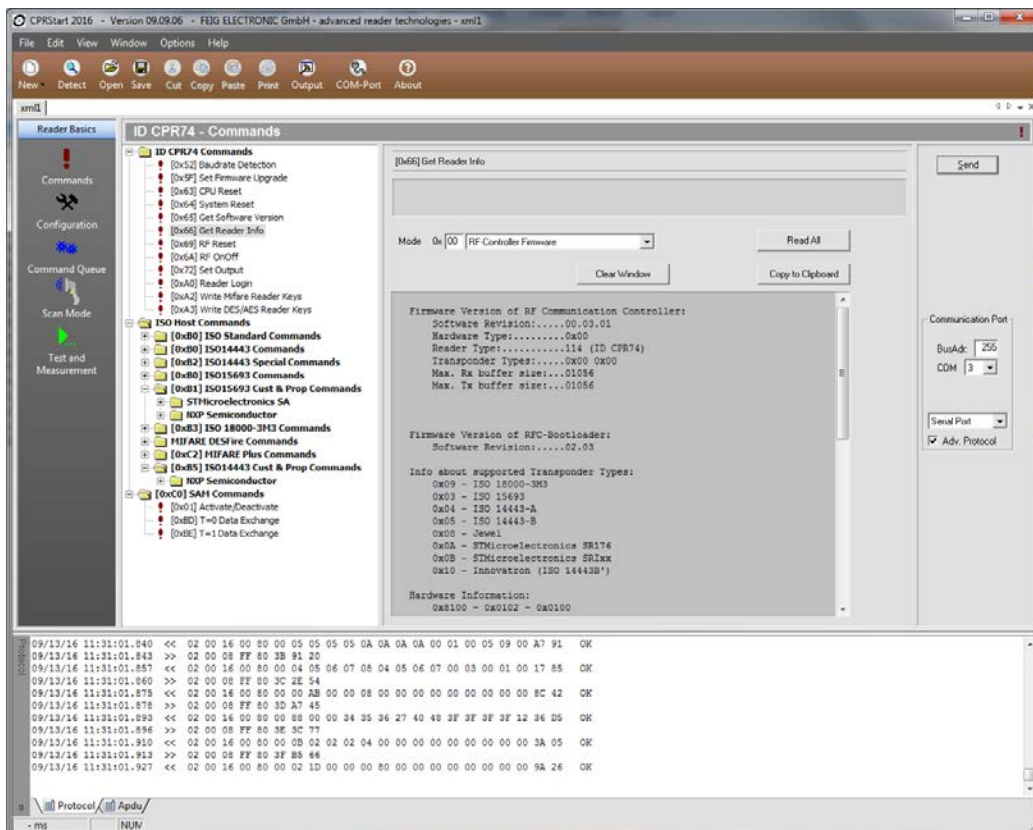 CPRStart 2016 - Version 09.09.06 - FEIG ELECTRONIC GmbH - advanced reader technologies - xml1
File Edit View Window Options Help
New Detect Open Save Cut Copy Paste Print Output COM-Port About
xml1
Reader Basics
Commands
Configuration
Command Queue
Scan Mode
Test and
Measurement
ID CPR74 - Commands
ID CPR74 Commands
[0x52] Baudrate Detection
[0x5F] Set Firmware Upgrade
[0x63] CPU Reset
[0x64] System Reset
[0x65] Get Software Version
[0x66] Get Reader Info
[0x69] RF Reset
[0x6A] RF OnOff
[0x72] Set Output
[0xA0] Reader Login
[0xA2] Write Mifare Reader Keys
[0xA3] Write DES/AES Reader Keys
ISO Host Commands
[0xB0] ISO Standard Commands
[0xB0] ISO14443 Commands
[0xB2] ISO14443 Special Commands
[0xB0] ISO15693 Commands
[0xB1] ISO15693 Cust & Prop Commands
STMicroelectronics SA
NXP Semiconductor
[0xB3] ISO 18000-3M3 Commands
MIFARE DESFire Commands
[0xC2] MIFARE Plus Commands
[0xB5] ISO14443 Cust & Prop Commands
NXP Semiconductor
[0xC0] SAM Commands
[0x01] Activate/Deactivate
[0xBD] T=0 Data Exchange
[0xBE] T=1 Data Exchange
[0x66] Get Reader Info
Mode 0x 00 RF-Controller Firmware
Read All
Clear Window
Copy to Clipboard
Firmware Version of RF Communication Controller:
Software Revision:.....00.03.01
Hardware Type:.........0x00
Reader Type:...........114 (ID CPR74)
Transponder Types:.....0x00 0x00
Max. Rx buffer size:...01056
Max. Tx buffer size:...01056
Firmware Version of RFC-Bootloader:
Software Revision:.....02.03
Info about supported Transponder Types:
0x09 - ISO 18000-3M3
0x03 - ISO 15693
0x04 - ISO 14443-A
0x05 - ISO 14443-B
0x08 - Jewel
0x0A - STMicroelectronics SR176
0x0B - STMicroelectronics SRIxx
0x10 - Innovatron (ISO 14443B')
Hardware Information:
0x8100 - 0x0102 - 0x0100
Send
Communication Port
BusAdr: 255
COM 3
Serial Port
Adv. Protocol
Protocol
09/13/16 11:31:01.840 << 02 00 16 00 80 00 05 05 05 05 0A 0A 0A 0A 00 01 00 05 09 00 A7 91 OK
09/13/16 11:31:01.843 >> 02 00 08 FF 80 3B 91 20
09/13/16 11:31:01.857 << 02 00 16 00 80 00 04 05 06 07 08 04 05 06 07 00 03 00 01 00 17 85 OK
09/13/16 11:31:01.860 >> 02 00 08 FF 80 3C 2E 54
09/13/16 11:31:01.875 << 02 00 16 00 80 00 00 AB 00 00 08 00 00 00 00 00 00 00 00 00 8C 42 OK
09/13/16 11:31:01.878 >> 02 00 08 FF 80 3D A7 45
09/13/16 11:31:01.893 << 02 00 16 00 80 00 88 00 00 34 35 36 27 40 48 3F 3F 3F 3F 12 36 D5 OK
09/13/16 11:31:01.896 >> 02 00 08 FF 80 3E 3C 77
09/13/16 11:31:01.910 << 02 00 16 00 80 00 0B 02 02 02 04 00 00 00 00 00 00 00 00 00 3A 05 OK
09/13/16 11:31:01.913 >> 02 00 08 FF 80 3F B5 66
09/13/16 11:31:01.927 << 02 00 16 00 80 00 02 1D 00 00 00 80 00 00 00 00 00 00 00 00 9A 26 OK
Protocol Apdu
- ms NUM